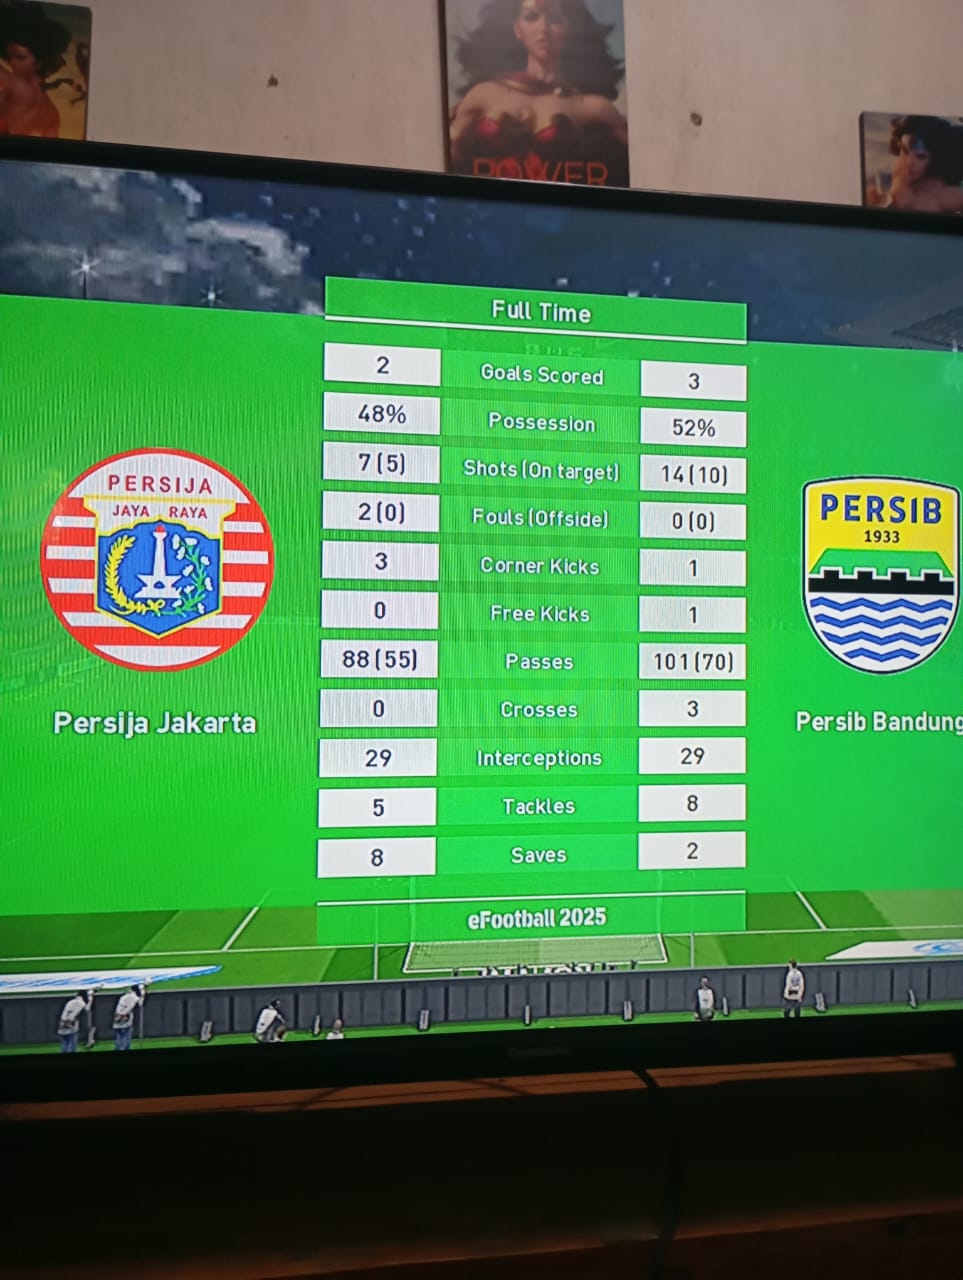 POWER
Full Time
2 Goals Scored 3
48% Possession 52%
7(5) Shots (On target) 14(10)
2(0) Fouls (Offside) 0(0)
3 Corner Kicks 1
0 Free Kicks 1
88(55) Passes 101(70)
0 Crosses 3
29 Interceptions 29
5 Tackles 8
8 Saves 2
eFootball 2025
PERSIJA
JAYA RAYA
Persija Jakarta
PERSIB
1933
Persib Bandung